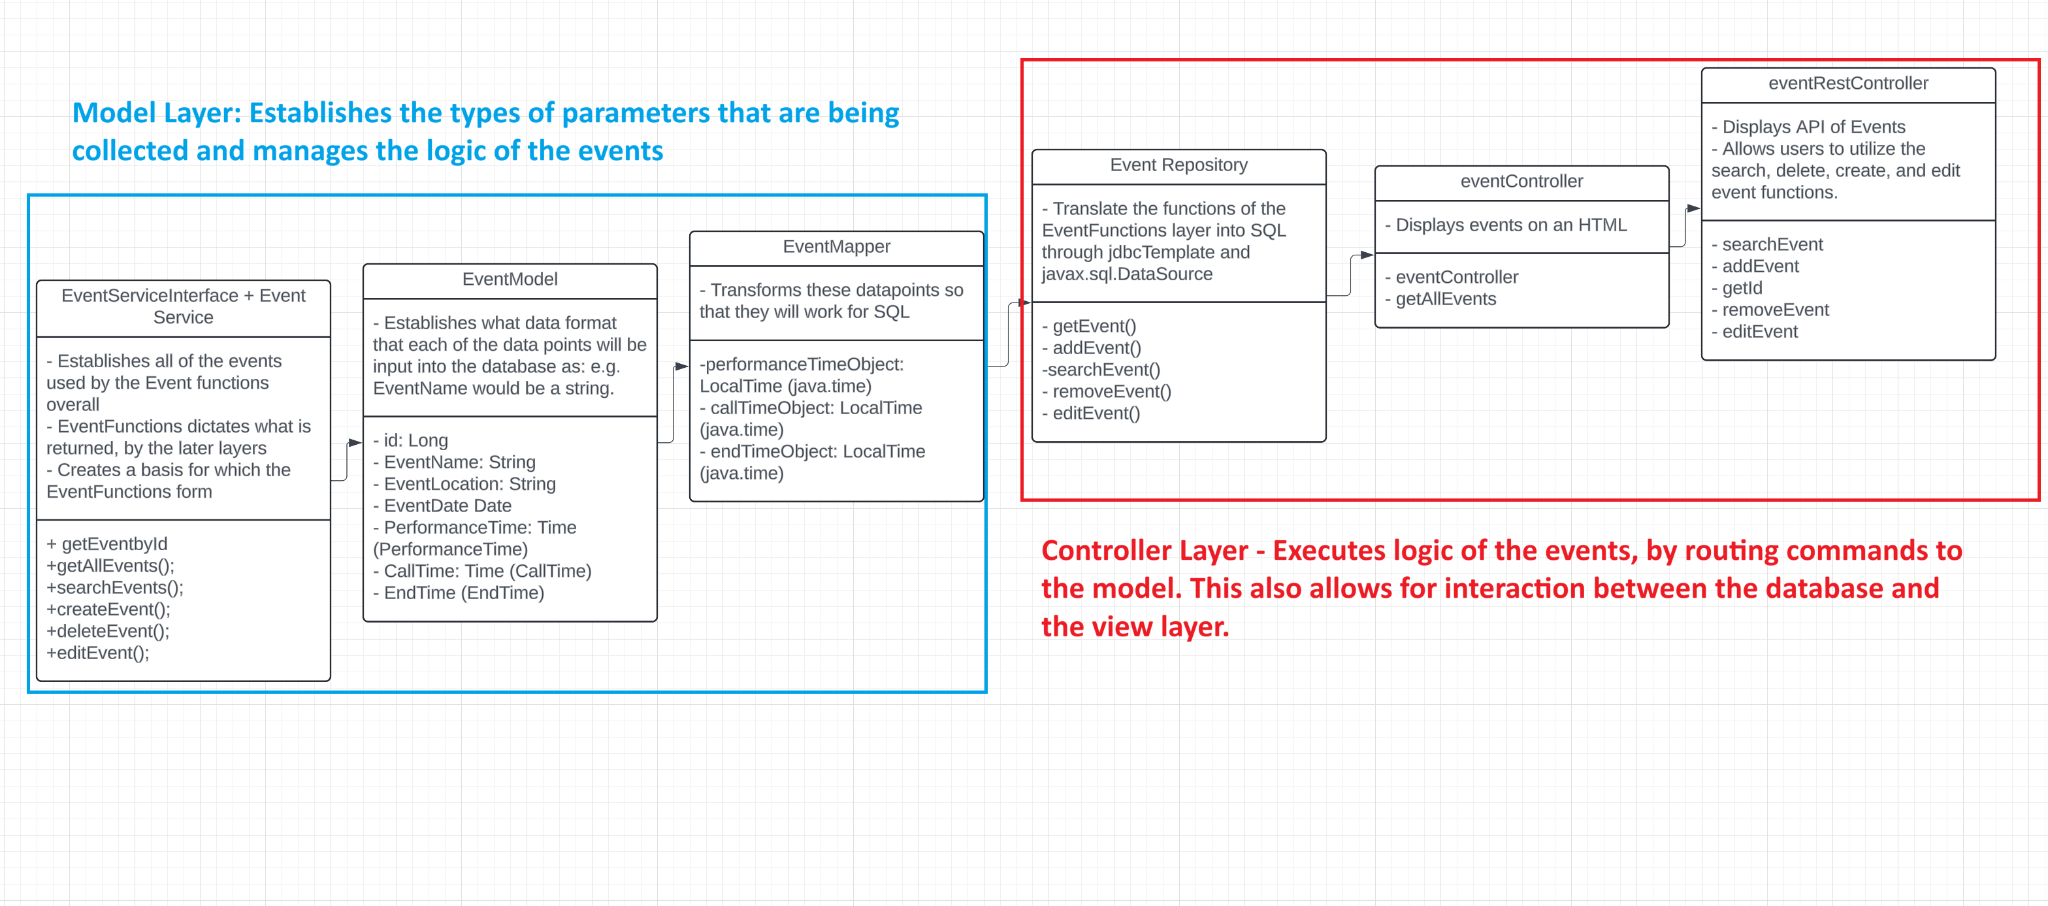 Model Layer: Establishes the types of parameters that are being
collected and manages the logic of the events
EventServiceInterface + Event
Service
- Establishes all of the events
used by the Event functions
overall
- EventFunctions dictates what is
returned, by the later layers
- Creates a basis for which the
EventFunctions form
+ getEventbyId
+getAllEvents();
+searchEvents();
+createEvent();
+deleteEvent();
+editEvent();
EventModel
- Establishes what data format
that each of the data points will be
input into the database as: e.g.
EventName would be a string.
- id: Long
- EventName: String
- EventLocation: String
- EventDate Date
- PerformanceTime: Time
(PerformanceTime)
- CallTime: Time (CallTime)
- EndTime (EndTime)
EventMapper
- Transforms these datapoints so
that they will work for SQL
-performanceTimeObject:
LocalTime (java.time)
- callTimeObject: LocalTime
(java.time)
- endTimeObject: LocalTime
(java.time)
Event Repository
- Translate the functions of the
EventFunctions layer into SQL
through jdbcTemplate and
javax.sql.DataSource
- getEvent()
- addEvent()
-searchEvent()
- removeEvent()
- editEvent()
eventController
- Displays events on an HTML
- eventController
- getAllEvents
eventRestController
- Displays API of Events
- Allows users to utilize the
search, delete, create, and edit
event functions.
- searchEvent
- addEvent
- getId
- removeEvent
- editEvent
Controller Layer - Executes logic of the events, by routing commands to
the model. This also allows for interaction between the database and
the view layer.